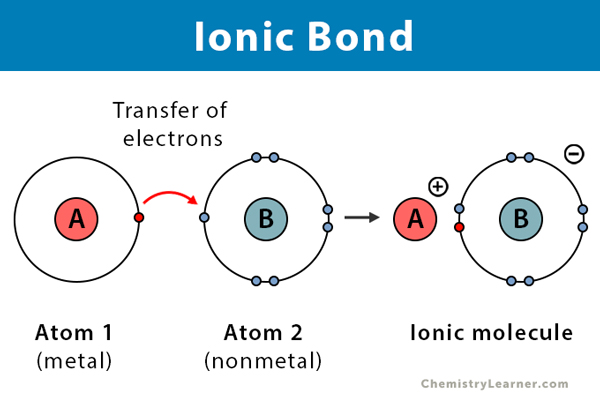 Ionic Bond
Transfer of
electrons
A
B
A
+
B
−
Atom 1
(metal)
Atom 2
(nonmetal)
Ionic molecule
ChemistryLearner.com